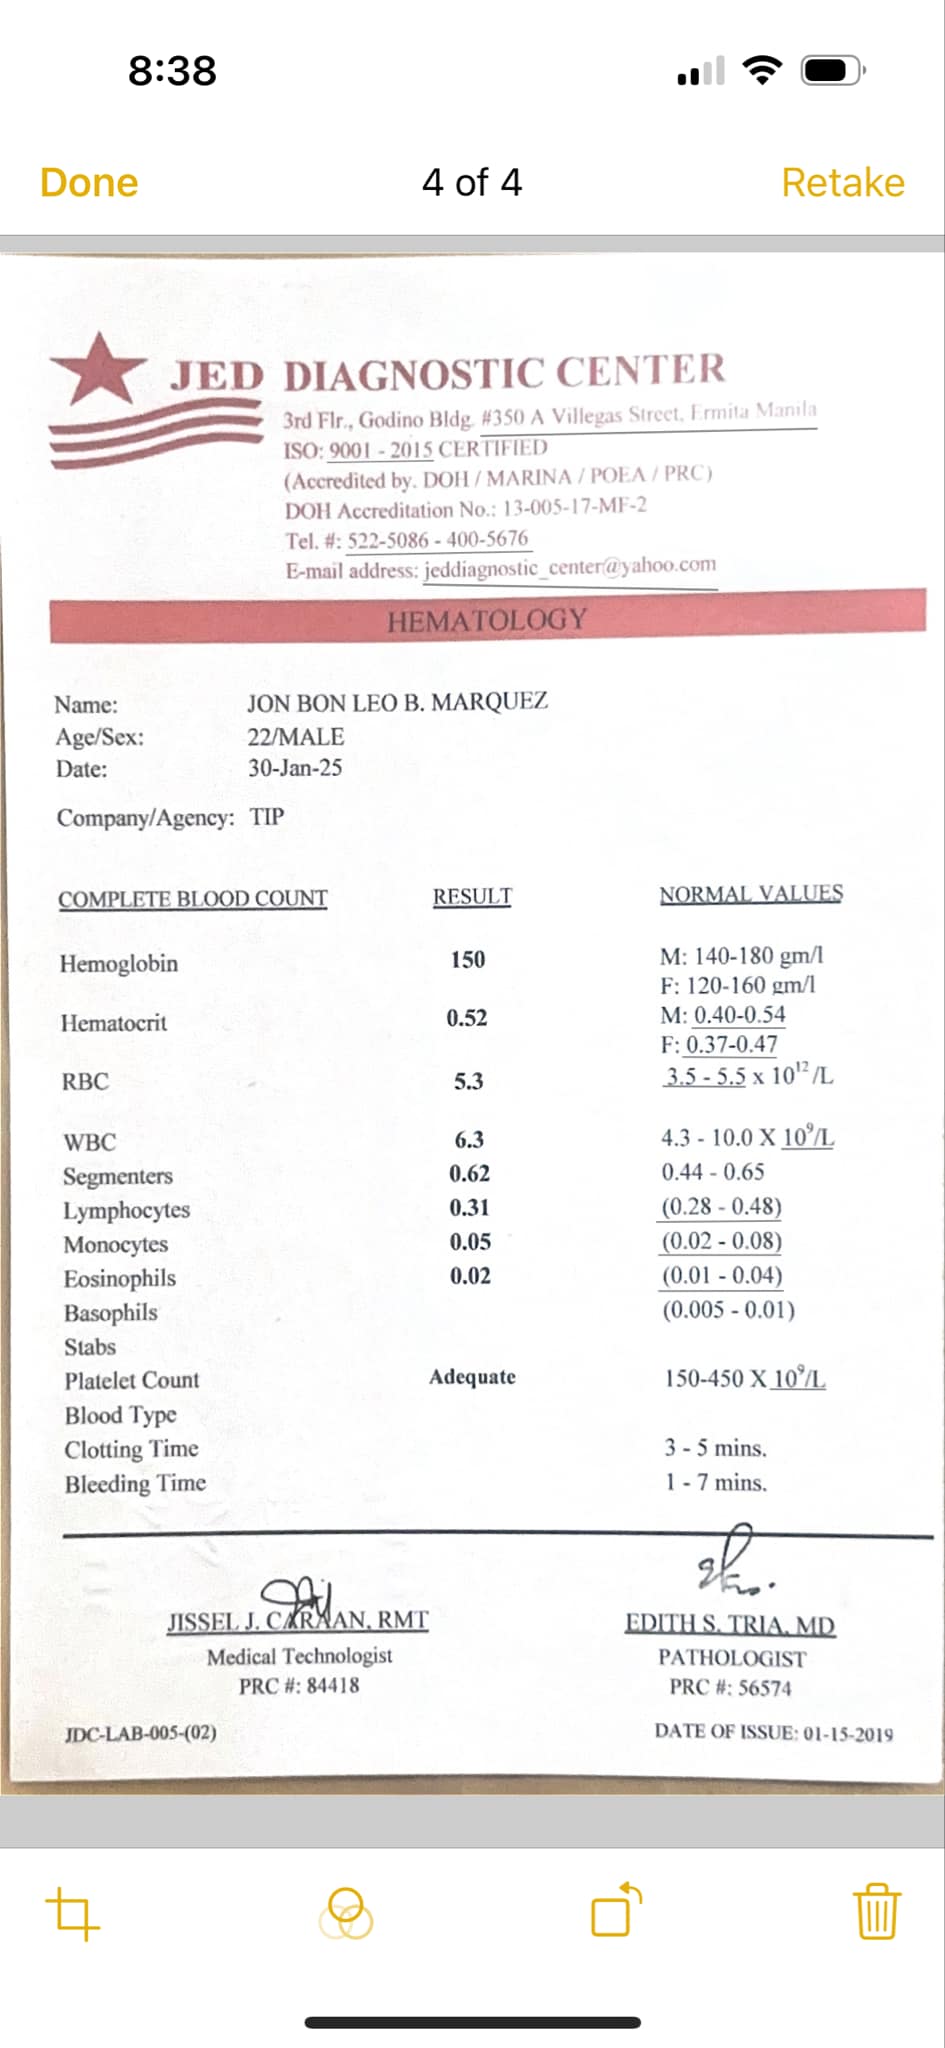 8:38
Done 4 of 4 Retake
JED DIAGNOSTIC CENTER
3rd Flr., Godino Bldg. #350 A Villegas Street, Ermita Manila
ISO: 9001 - 2015 CERTIFIED
(Accredited by. DOH / MARINA / POEA / PRC)
DOH Accreditation No.: 13-005-17-MF-2
Tel. #: 522-5086 - 400-5676
E-mail address: jeddiagnostic_center@yahoo.com
HEMATOLOGY
Name: JON BON LEO B. MARQUEZ
Age/Sex: 22/MALE
Date: 30-Jan-25
Company/Agency: TIP
COMPLETE BLOOD COUNT RESULT NORMAL VALUES
Hemoglobin 150 M: 140-180 gm/l
F: 120-160 gm/l
Hematocrit 0.52 M: 0.40-0.54
F: 0.37-0.47
RBC 5.3 3.5 - 5.5 x 10¹²/L
WBC 6.3 4.3 - 10.0 X 10⁹/L
Segmenters 0.62 0.44 - 0.65
Lymphocytes 0.31 (0.28 - 0.48)
Monocytes 0.05 (0.02 - 0.08)
Eosinophils 0.02 (0.01 - 0.04)
Basophils (0.005 - 0.01)
Stabs
Platelet Count Adequate 150-450 X 10⁹/L
Blood Type
Clotting Time 3 - 5 mins.
Bleeding Time 1 - 7 mins.
JISSEL J. CARAAN, RMT EDITH S. TRIA, MD
Medical Technologist PATHOLOGIST
PRC #: 84418 PRC #: 56574
JDC-LAB-005-(02) DATE OF ISSUE: 01-15-2019